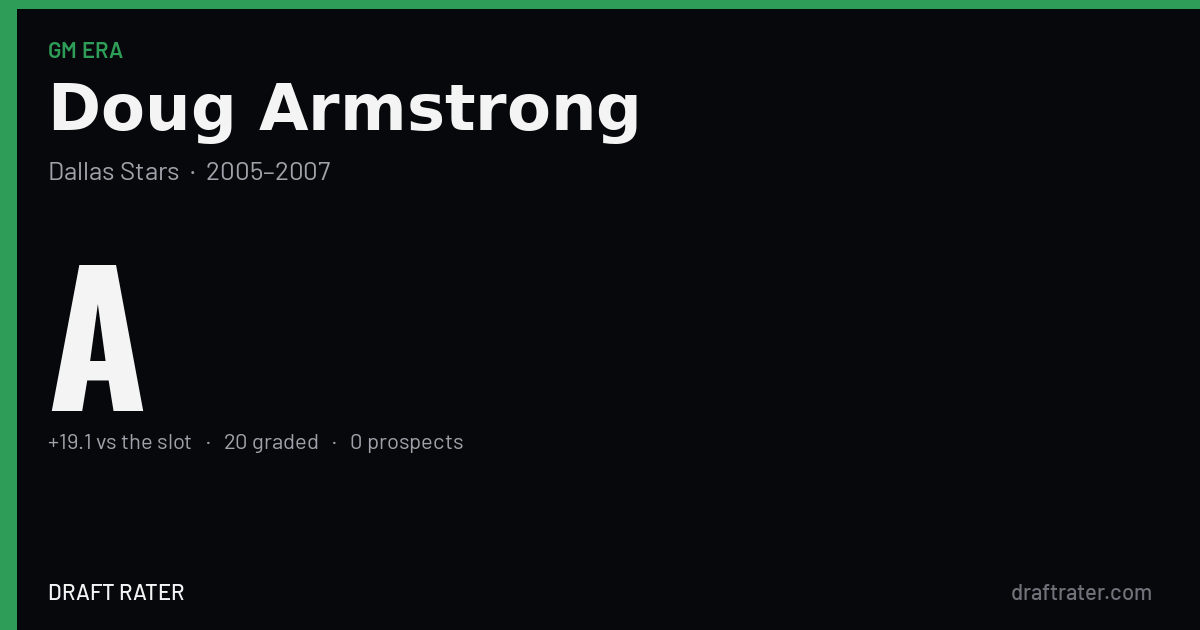 GM ERA
Doug Armstrong
Dallas Stars · 2005–2007
A
+19.1 vs the slot · 20 graded · 0 prospects
DRAFT RATER
draftrater.com